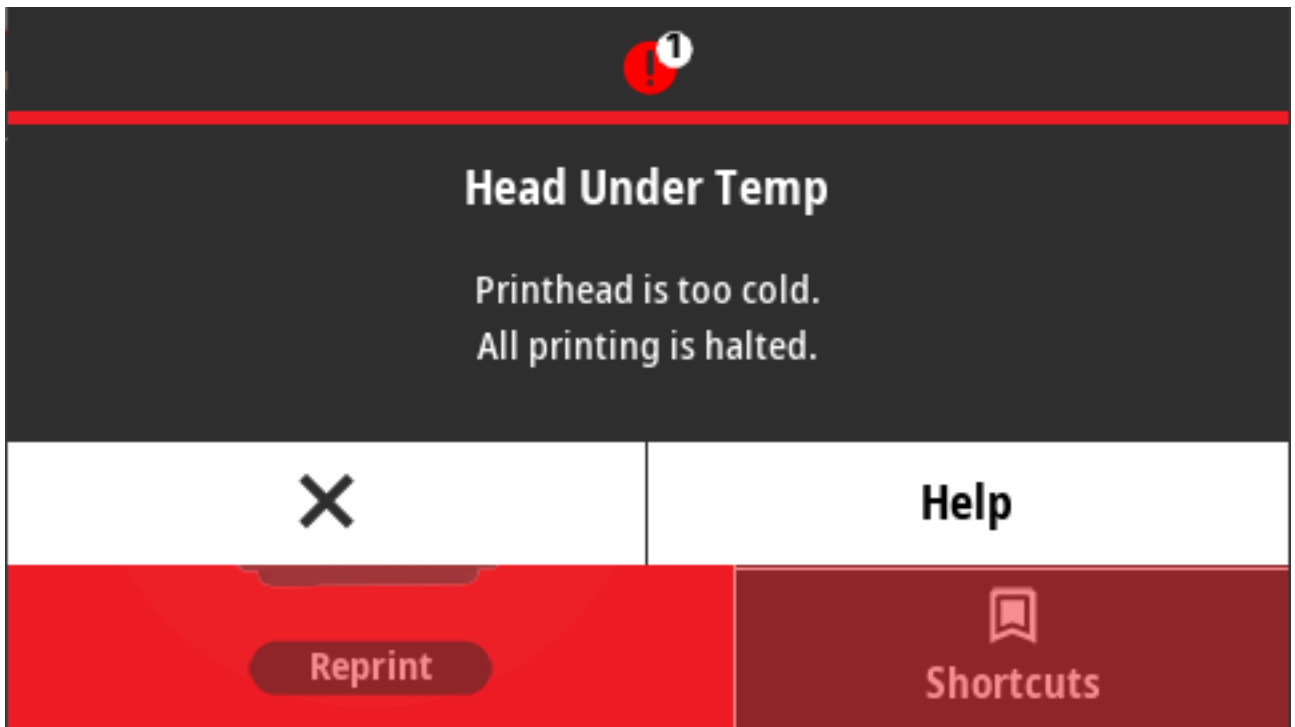 1
Head Under Temp
Printhead is too cold.
All printing is halted.
Help
Reprint
Shortcuts